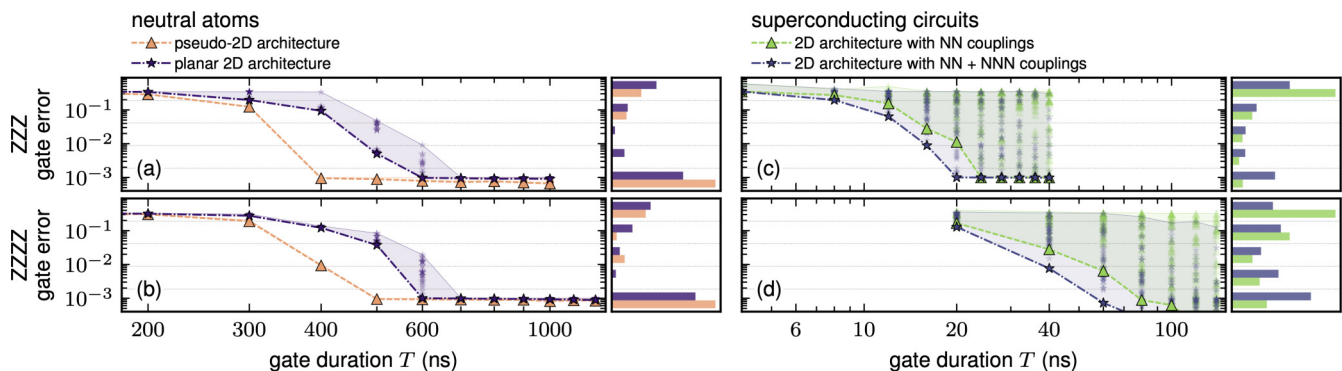 neutral atoms
pseudo-2D architecture
planar 2D architecture
superconducting circuits
2D architecture with NN couplings
2D architecture with NN + NNN couplings
ZZZ
gate error
10⁻¹
10⁻²
10⁻³
(a)
(c)
ZZZZ
gate error
10⁻¹
10⁻²
10⁻³
(b)
(d)
200 300 400 600 1000
6 10 20 40 100
gate duration T (ns)
gate duration T (ns)